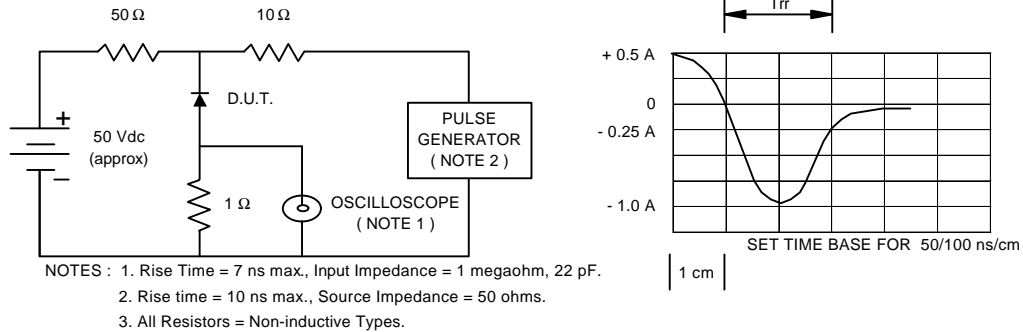 50 Ω
10 Ω
D.U.T.
+
50 Vdc
(approx)
−
1 Ω
OSCILLOSCOPE
( NOTE 1 )
PULSE
GENERATOR
( NOTE 2 )
NOTES : 1. Rise Time = 7 ns max., Input Impedance = 1 megaohm, 22 pF.
2. Rise time = 10 ns max., Source Impedance = 50 ohms.
3. All Resistors = Non-inductive Types.
Trr
+ 0.5 A
0
- 0.25 A
- 1.0 A
SET TIME BASE FOR 50/100 ns/cm
1 cm